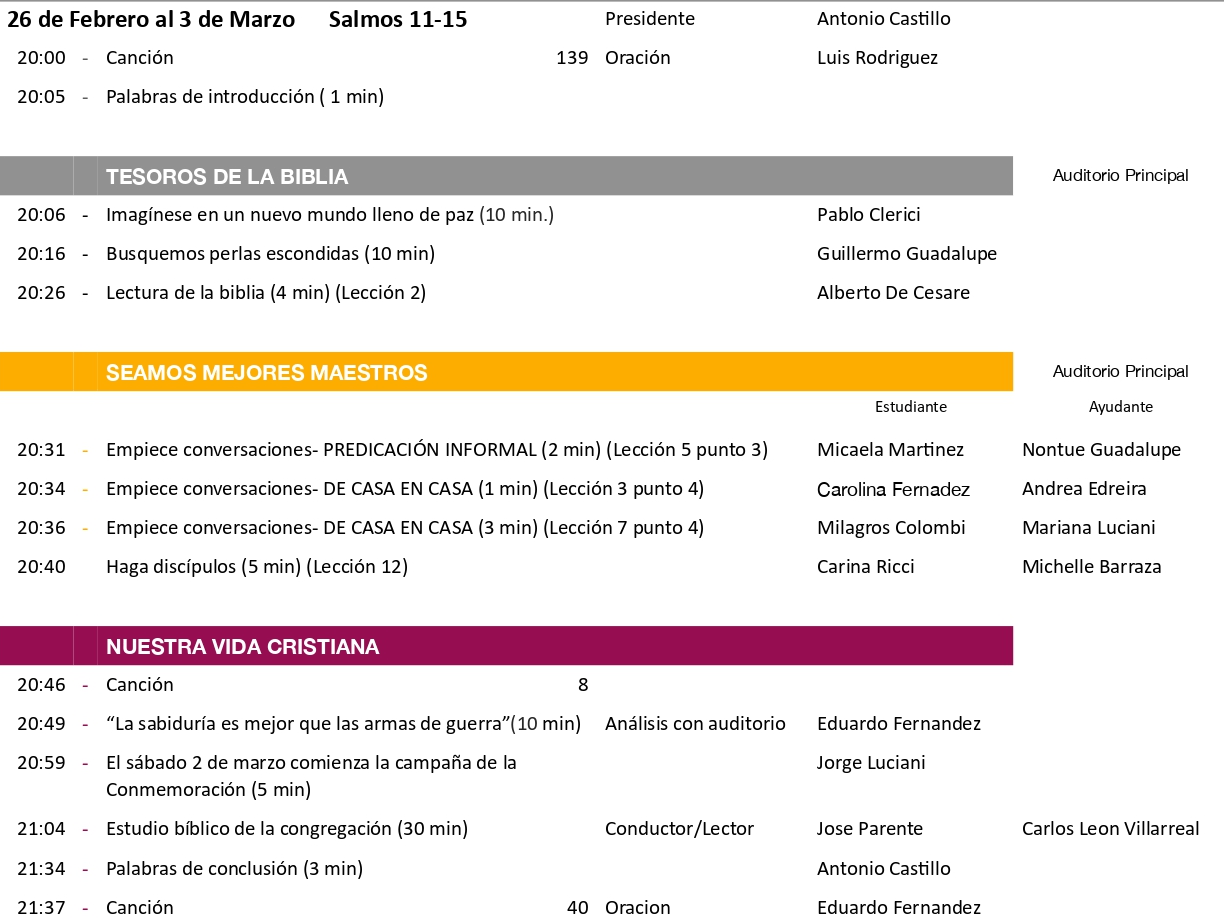 26 de Febrero al 3 de Marzo Salmos 11-15 Presidente Antonio Castillo
20:00 - Canción 139 Oración Luis Rodriguez
20:05 - Palabras de introducción ( 1 min)
TESOROS DE LA BIBLIA Auditorio Principal
20:06 - Imagínese en un nuevo mundo lleno de paz (10 min.) Pablo Clerici
20:16 - Busquemos perlas escondidas (10 min) Guillermo Guadalupe
20:26 - Lectura de la biblia (4 min) (Lección 2) Alberto De Cesare
SEAMOS MEJORES MAESTROS Auditorio Principal
Estudiante Ayudante
20:31 - Empiece conversaciones- PREDICACIÓN INFORMAL (2 min) (Lección 5 punto 3) Micaela Martinez Nontue Guadalupe
20:34 - Empiece conversaciones- DE CASA EN CASA (1 min) (Lección 3 punto 4) Carolina Fernadez Andrea Edreira
20:36 - Empiece conversaciones- DE CASA EN CASA (3 min) (Lección 7 punto 4) Milagros Colombi Mariana Luciani
20:40 Haga discípulos (5 min) (Lección 12) Carina Ricci Michelle Barraza
NUESTRA VIDA CRISTIANA
20:46 - Canción 8
20:49 - “La sabiduría es mejor que las armas de guerra”(10 min) Análisis con auditorio Eduardo Fernandez
20:59 - El sábado 2 de marzo comienza la campaña de la Jorge Luciani
Conmemoración (5 min)
21:04 - Estudio bíblico de la congregación (30 min) Conductor/Lector Jose Parente Carlos Leon Villarreal
21:34 - Palabras de conclusión (3 min) Antonio Castillo
21:37 - Canción 40 Oracion Eduardo Fernandez